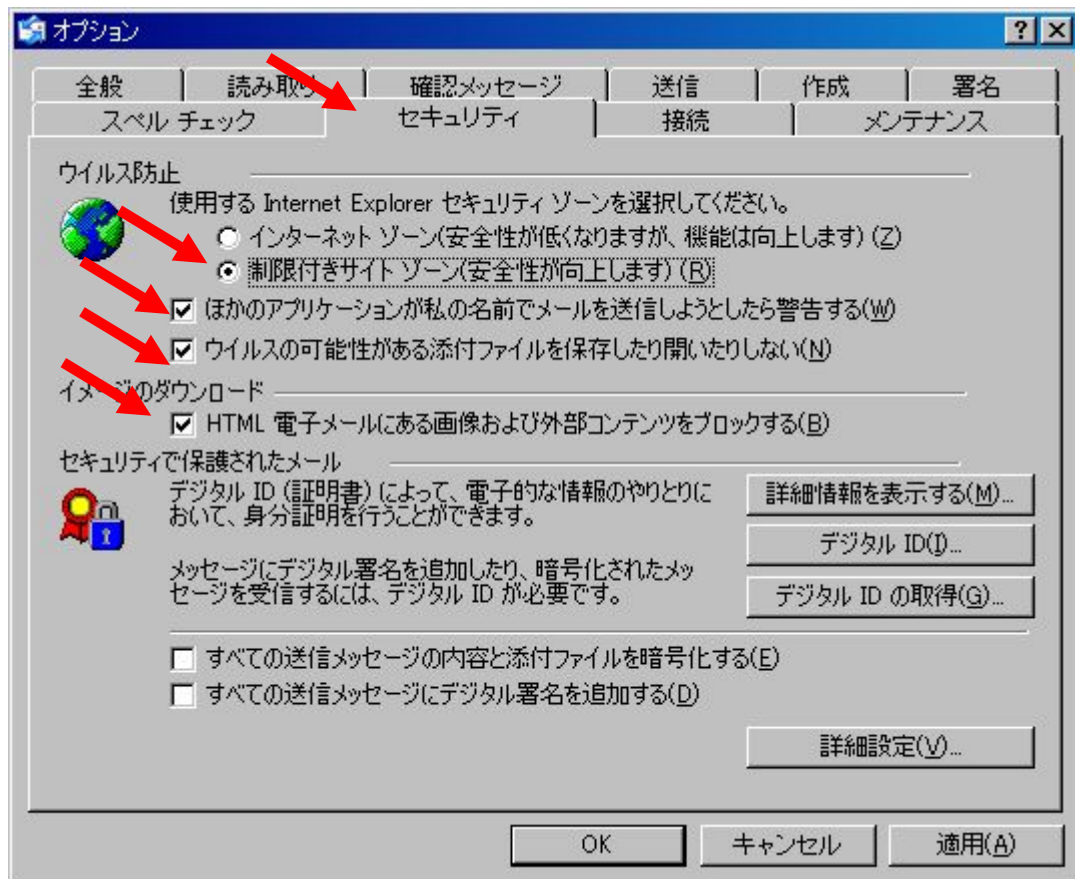 オプション
全般 読み取り 確認メッセージ 送信 作成 署名
スペル チェック セキュリティ 接続 メンテナンス
ウイルス防止
使用する Internet Explorer セキュリティ ゾーンを選択してください。
インターネット ゾーン(安全性が低くなりますが、機能は向上します) (Z)
制限付きサイト ゾーン(安全性が向上します) (R)
ほかのアプリケーションが私の名前でメールを送信しようとしたら警告する(W)
ウイルスの可能性がある添付ファイルを保存したり開いたりしない(N)
イメージのダウンロード
HTML 電子メールにある画像および外部コンテンツをブロックする(B)
セキュリティで保護されたメール
デジタル ID (証明書) によって、電子的な情報のやりとりに
おいて、身分証明を行うことができます。
詳細情報を表示する(M)...
デジタル ID(I)...
メッセージにデジタル署名を追加したり、暗号化されたメッ
セージを受信するには、デジタル ID が必要です。
デジタル ID の取得(G)...
すべての送信メッセージの内容と添付ファイルを暗号化する(E)
すべての送信メッセージにデジタル署名を追加する(D)
詳細設定(V)...
OK キャンセル 適用(A)